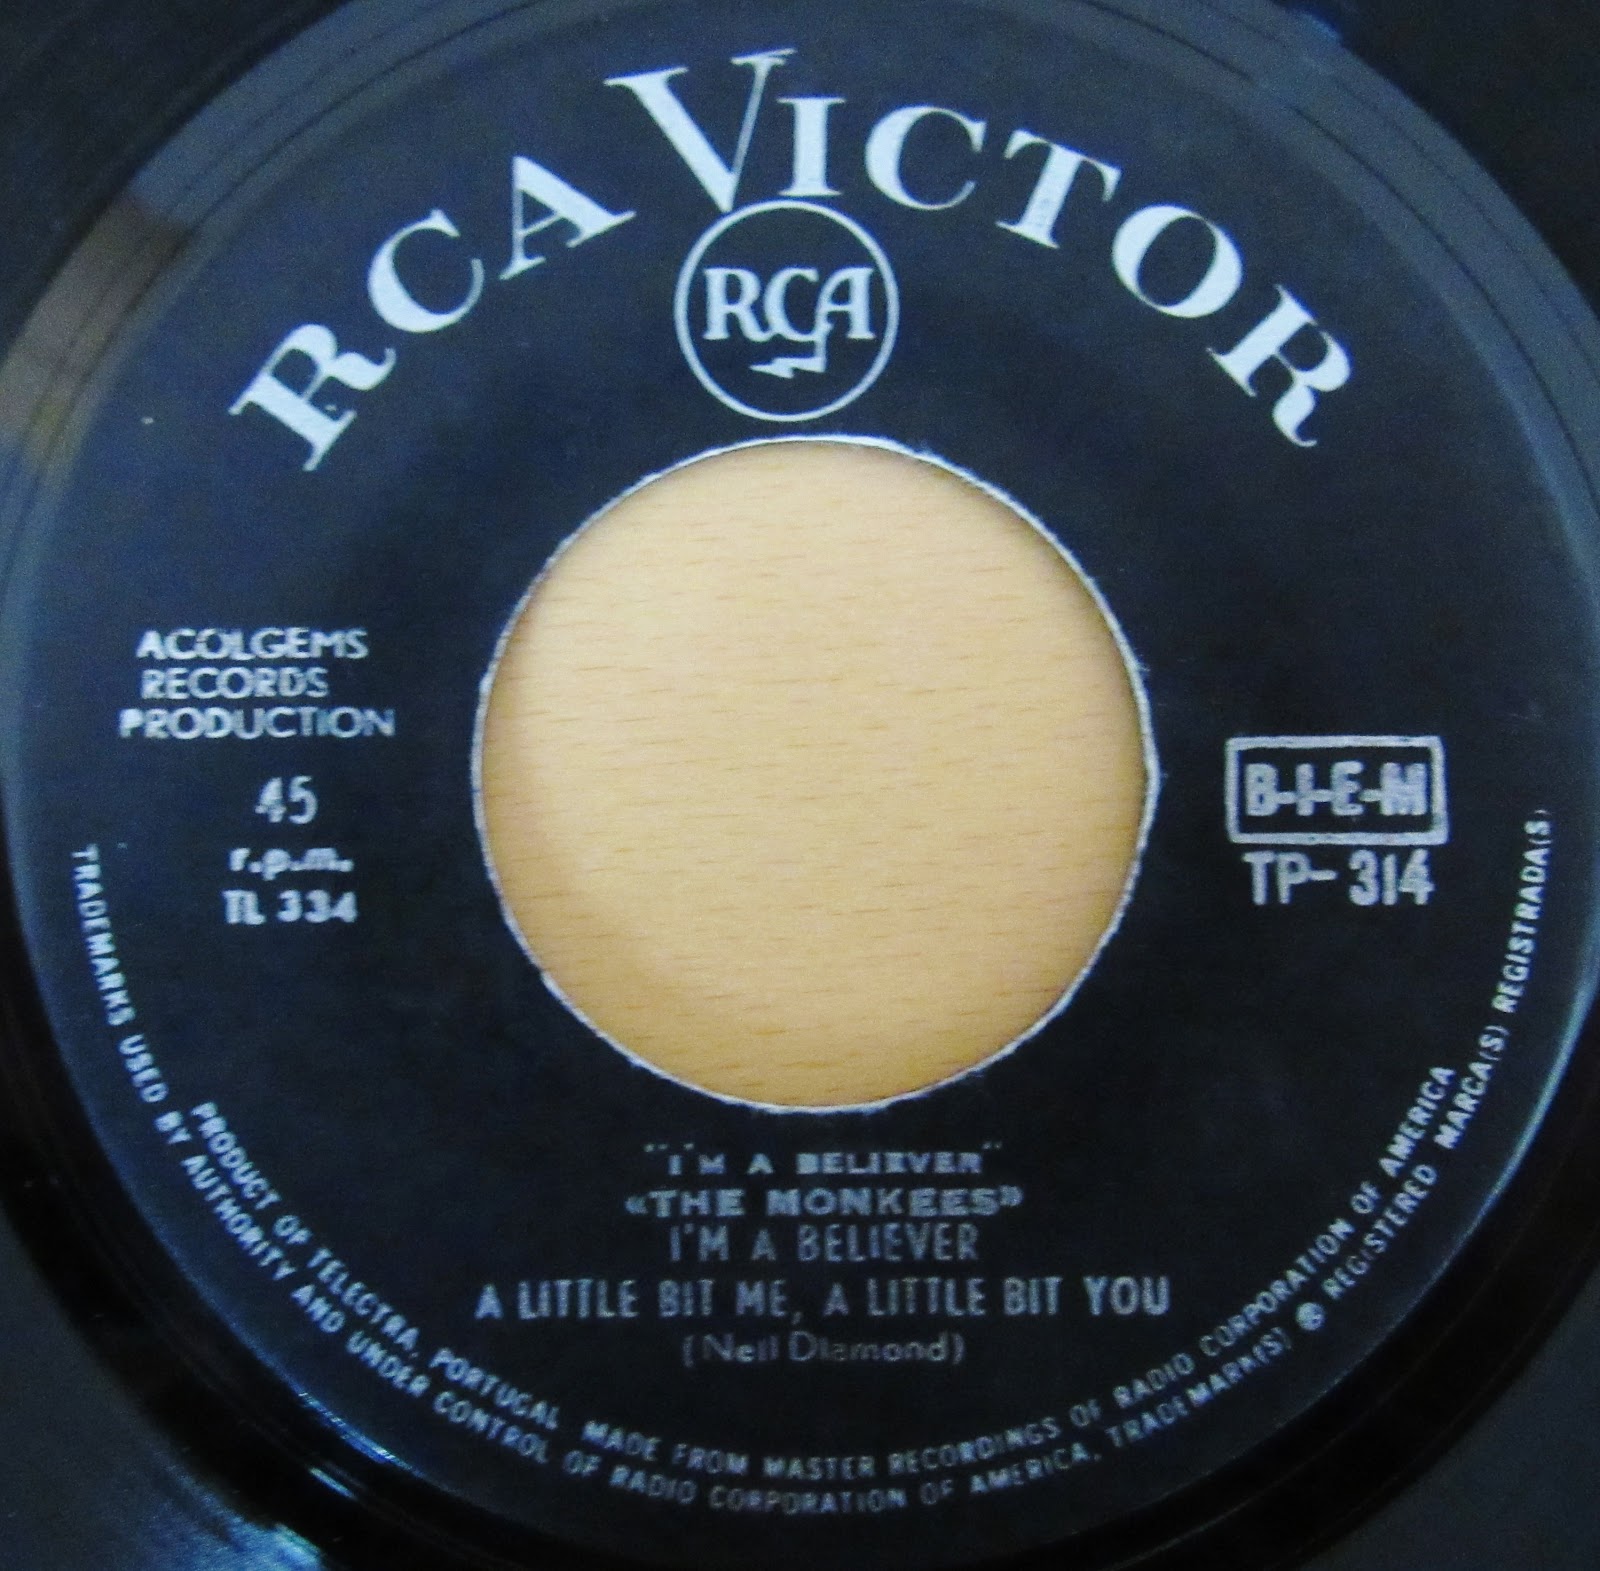 RCA VICTOR
RCA
ACOLGEMS
RECORDS
PRODUCTION
45
r.p.m.
TL 334
B-I-E-M
TP-314
"I'M A BELIEVER"
«THE MONKEES»
I'M A BELIEVER
A LITTLE BIT ME, A LITTLE BIT YOU
(Neil Diamond)
PRODUCT OF TELECTRA, PORTUGAL MADE FROM MASTER RECORDINGS OF RADIO CORPORATION OF AMERICA
TRADEMARKS USED BY AUTHORITY AND UNDER CONTROL OF RADIO CORPORATION OF AMERICA, TRADEMARK(S) ® REGISTERED MARCA(S) REGISTRADA(S)